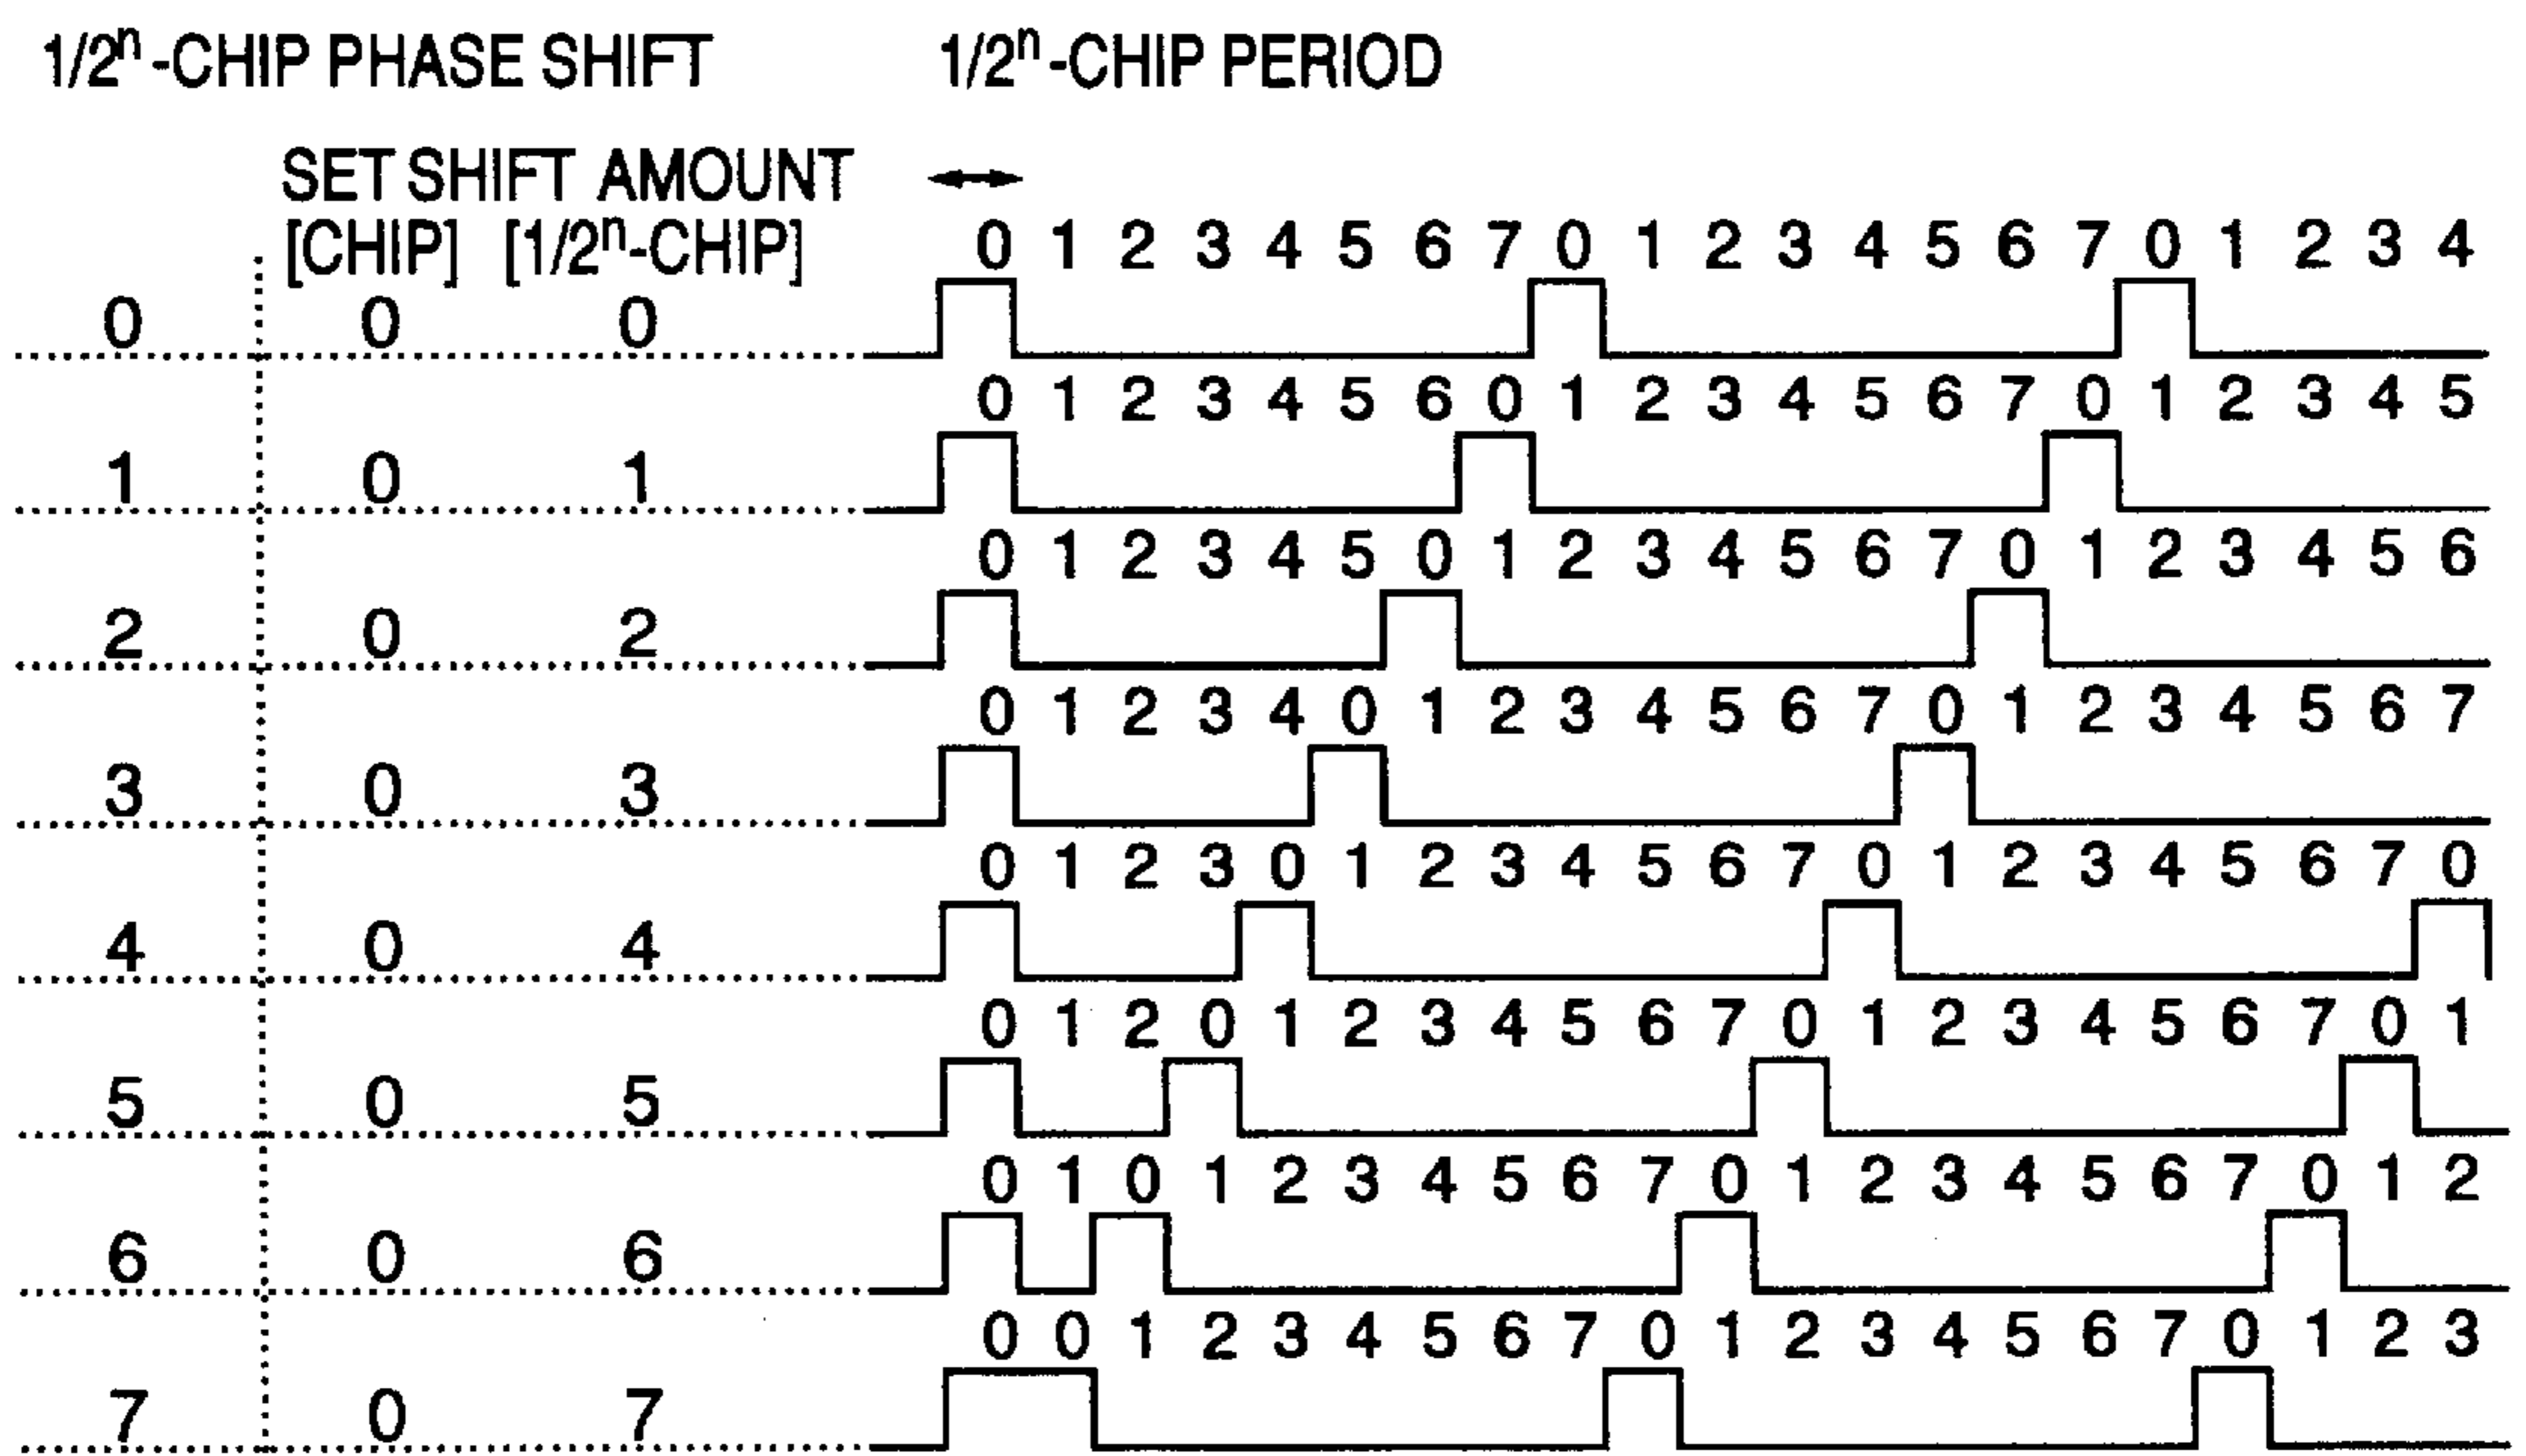 1/2ⁿ-CHIP PHASE SHIFT 1/2ⁿ-CHIP PERIOD
SET SHIFT AMOUNT
[CHIP] [1/2ⁿ-CHIP] 0 1 2 3 4 5 6 7 0 1 2 3 4 5 6 7 0 1 2 3 4
0 0 0
0 1 2 3 4 5 6 0 1 2 3 4 5 6 7 0 1 2 3 4 5
1 0 1
0 1 2 3 4 5 0 1 2 3 4 5 6 7 0 1 2 3 4 5 6
2 0 2
0 1 2 3 4 0 1 2 3 4 5 6 7 0 1 2 3 4 5 6 7
3 0 3
0 1 2 3 0 1 2 3 4 5 6 7 0 1 2 3 4 5 6 7 0
4 0 4
0 1 2 0 1 2 3 4 5 6 7 0 1 2 3 4 5 6 7 0 1
5 0 5
0 1 0 1 2 3 4 5 6 7 0 1 2 3 4 5 6 7 0 1 2
6 0 6
0 0 1 2 3 4 5 6 7 0 1 2 3 4 5 6 7 0 1 2 3
7 0 7